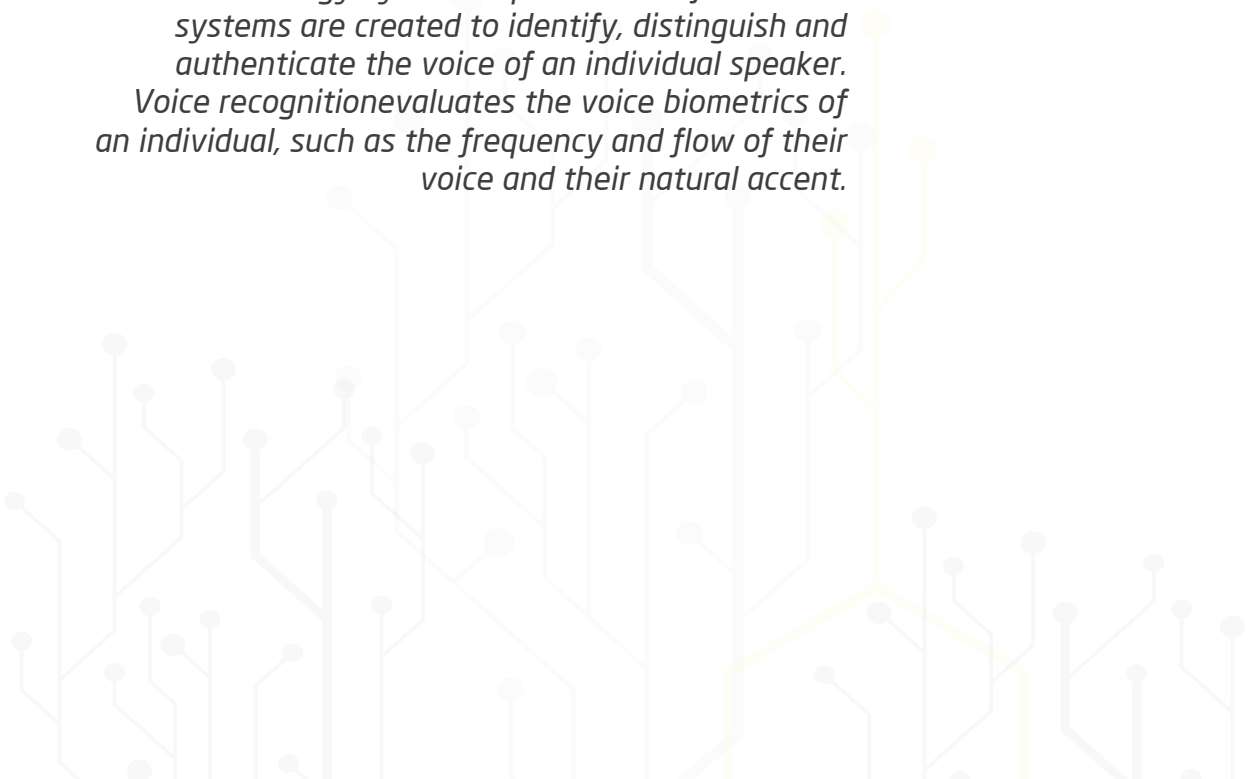 systems are created to identify, distinguish and
authenticate the voice of an individual speaker.
Voice recognitionevaluates the voice biometrics of
an individual, such as the frequency and flow of their
voice and their natural accent.